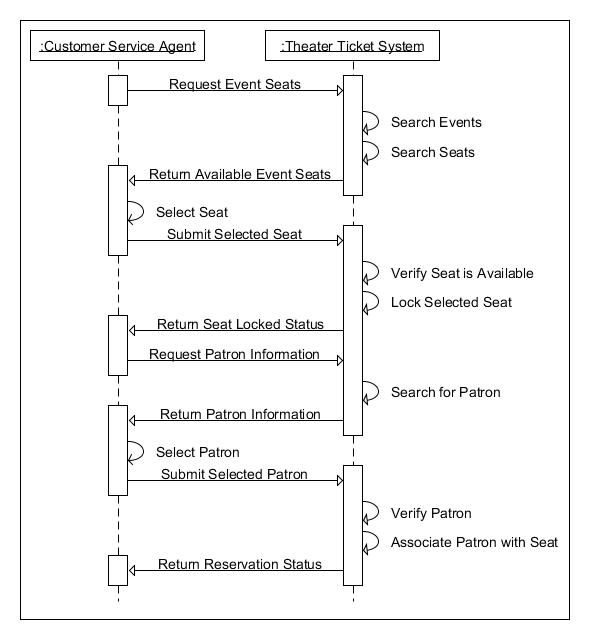 :Customer Service Agent
:Theater Ticket System
Request Event Seats
Search Events
Search Seats
Return Available Event Seats
Select Seat
Submit Selected Seat
Verify Seat is Available
Lock Selected Seat
Return Seat Locked Status
Request Patron Information
Search for Patron
Return Patron Information
Select Patron
Submit Selected Patron
Verify Patron
Associate Patron with Seat
Return Reservation Status